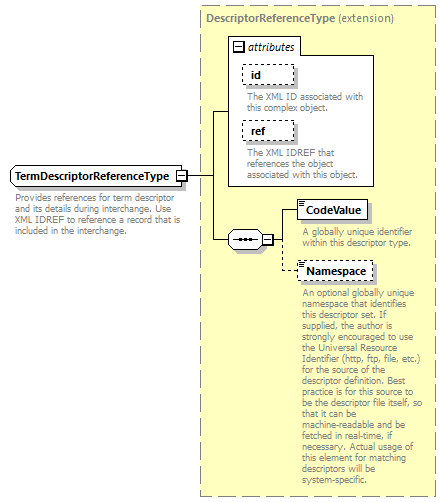 DescriptorReferenceType (extension)
attributes
id
The XML ID associated with
this complex object.
ref
The XML IDREF that
references the object
associated with this object.
TermDescriptorReferenceType
Provides references for term descriptor
and its details during interchange. Use
XML IDREF to reference a record that is
included in the interchange.
CodeValue
A globally unique identifier
within this descriptor type.
Namespace
An optional globally unique
namespace that identifies
this descriptor set. If
supplied, the author is
strongly encouraged to use
the Universal Resource
Identifier (http, ftp, file, etc.)
for the source of the
descriptor definition. Best
practice is for this source to
be the descriptor file itself, so
that it can be
machine-readable and be
fetched in real-time, if
necessary. Actual usage of
this element for matching
descriptors will be
system-specific.